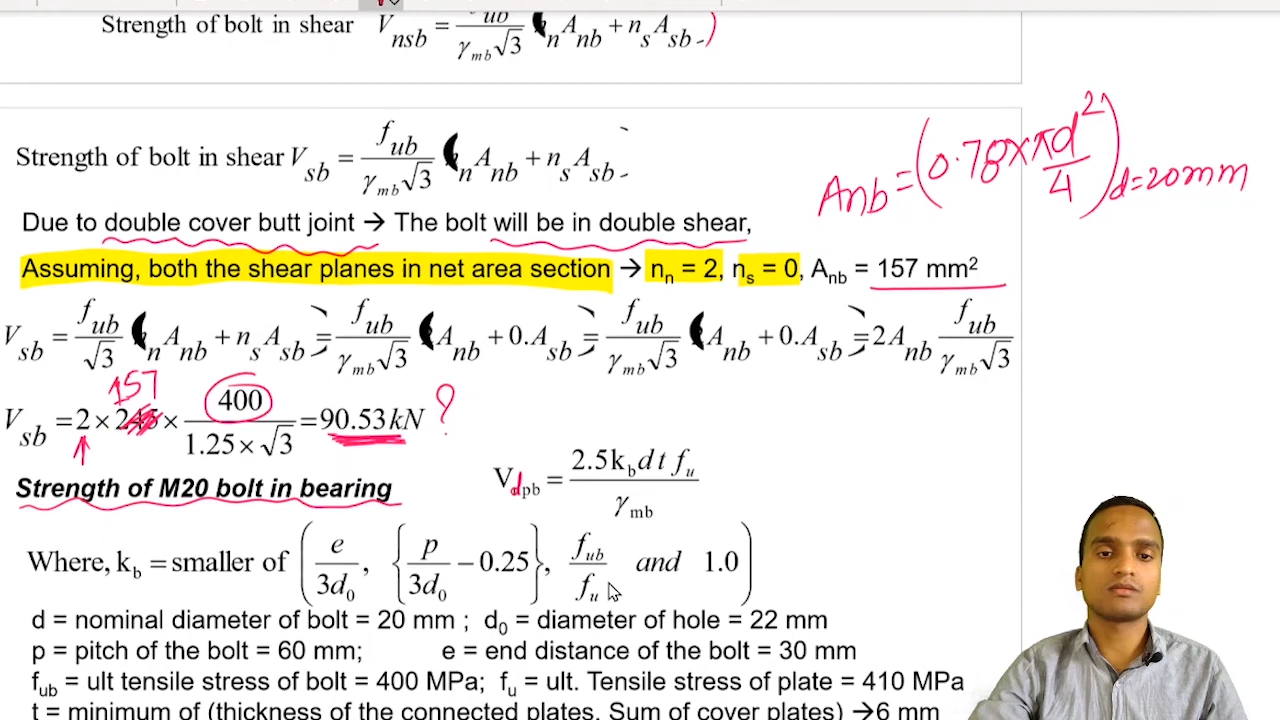 Strength of bolt in shear V_nsb = f_ub / (γ_mb √3) (n_n A_nb + n_s A_sb)
Strength of bolt in shear V_sb = f_ub / (γ_mb √3) (n_n A_nb + n_s A_sb
A_nb = (0.78 × πd² / 4) d=20mm
Due to double cover butt joint → The bolt will be in double shear,
Assuming, both the shear planes in net area section → n_n = 2, n_s = 0, A_nb = 157 mm²
V_sb = f_ub / √3 (n_n A_nb + n_s A_sb) = f_ub / (γ_mb √3) ( A_nb + 0.A_sb) = f_ub / (γ_mb √3) ( A_nb + 0.A_sb) = 2A_nb f_ub / (γ_mb √3)
157
V_sb = 2 × 245 × 400 / (1.25 × √3) = 90.53 kN ?
Strength of M20 bolt in bearing V_dpb = 2.5k_b d t f_u / γ_mb
Where, k_b = smaller of ( e / 3d_0 , { p / 3d_0 − 0.25 }, f_ub / f_u and 1.0 )
d = nominal diameter of bolt = 20 mm ; d_0 = diameter of hole = 22 mm
p = pitch of the bolt = 60 mm; e = end distance of the bolt = 30 mm
f_ub = ult tensile stress of bolt = 400 MPa; f_u = ult. Tensile stress of plate = 410 MPa
t = minimum of (thickness of the connected plates, Sum of cover plates) →6 mm